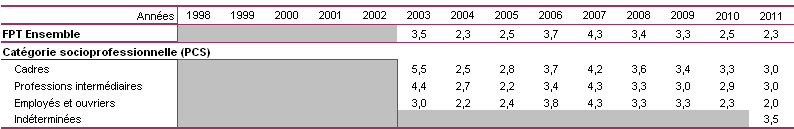 Années 1998 1999 2000 2001 2002 2003 2004 2005 2006 2007 2008 2009 2010 2011
FPT Ensemble 3,5 2,3 2,5 3,7 4,3 3,4 3,3 2,5 2,3
Catégorie socioprofessionnelle (PCS)
Cadres 5,5 2,5 2,8 3,7 4,2 3,6 3,4 3,3 3,0
Professions intermédiaires 4,4 2,7 2,2 3,4 4,3 3,3 3,0 2,9 3,0
Employés et ouvriers 3,0 2,2 2,4 3,8 4,3 3,3 3,3 2,3 2,0
Indéterminées 3,5